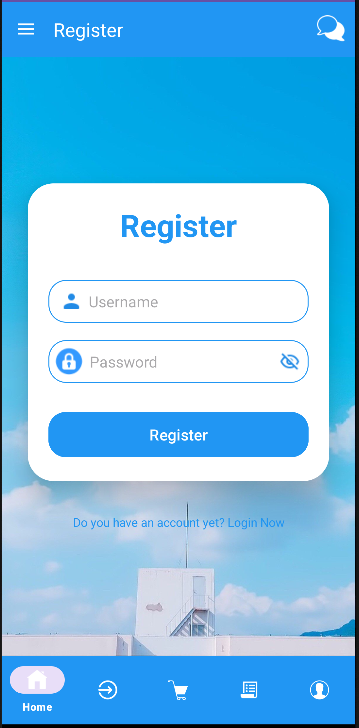 Register
Register
Username
Password
Register
Do you have an account yet? Login Now
Home